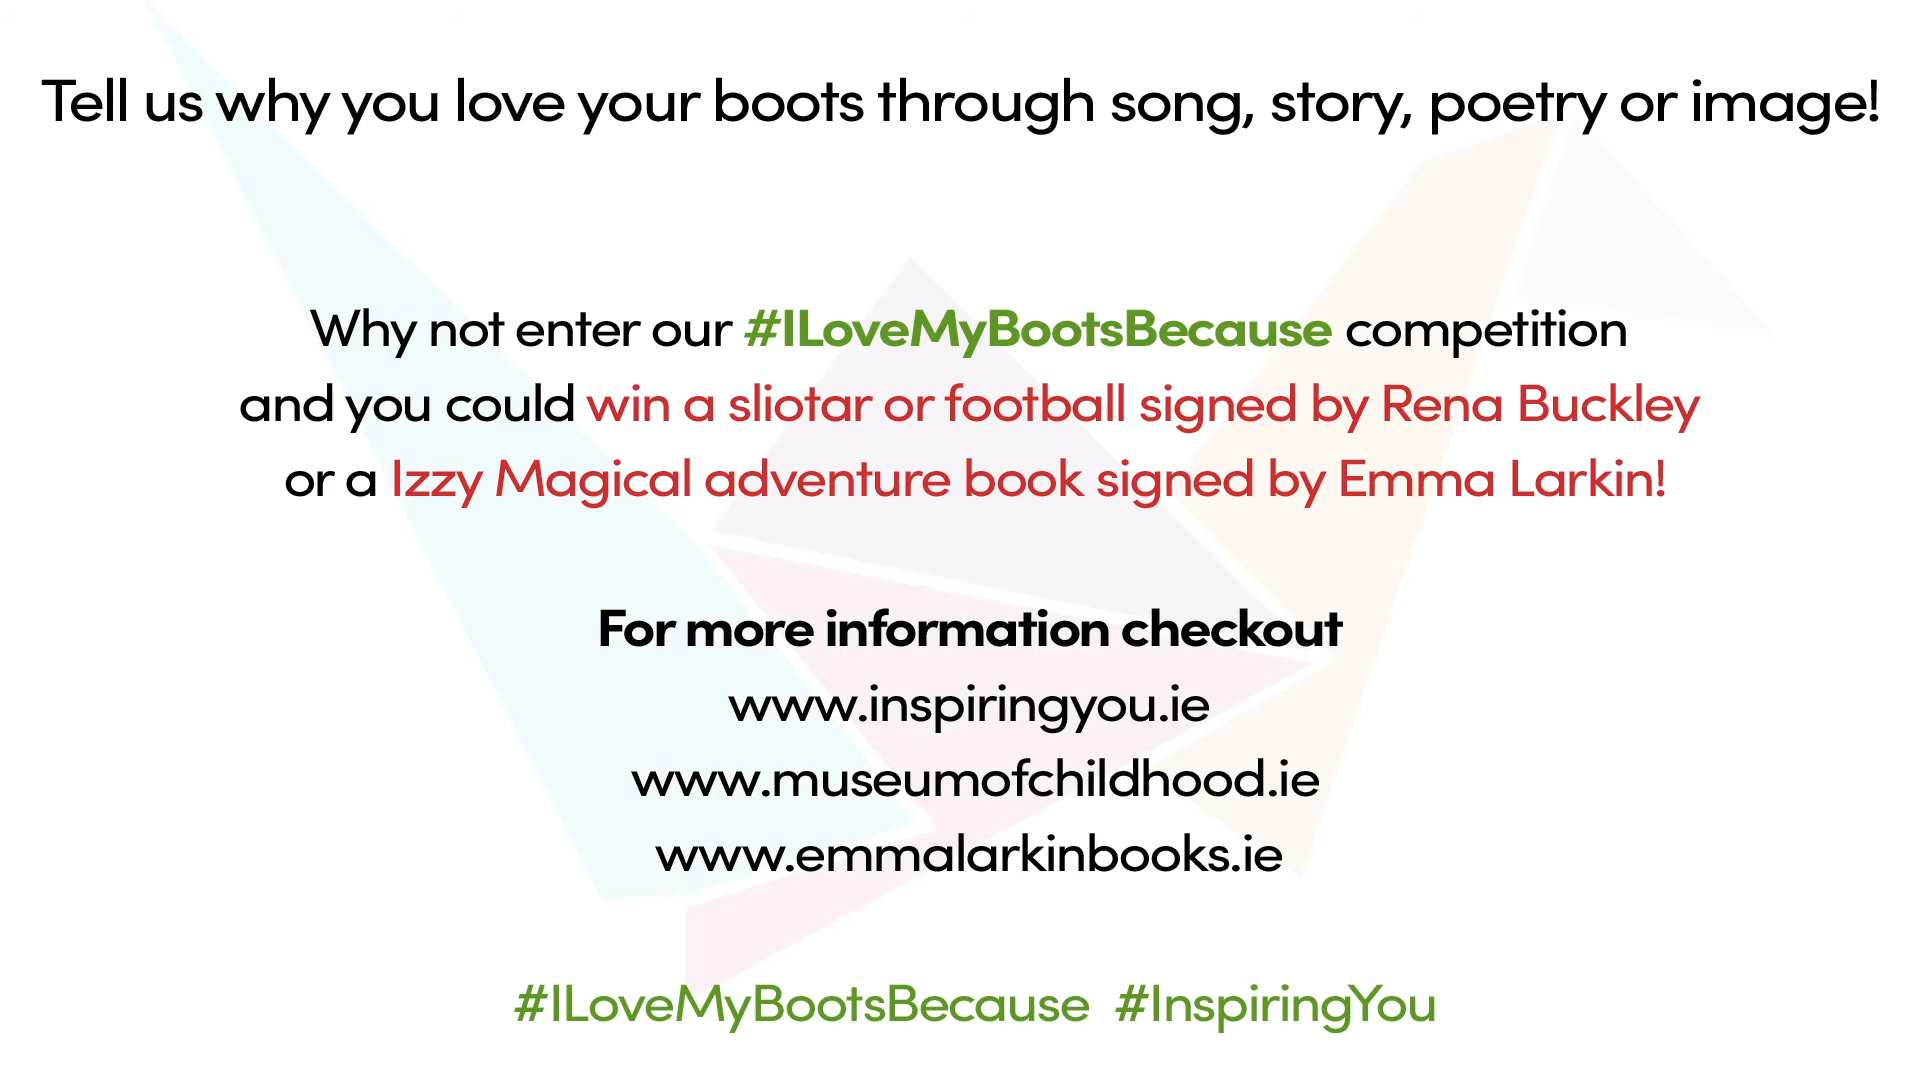 Tell us why you love your boots through song, story, poetry or image!
Why not enter our #ILoveMyBootsBecause competition
and you could win a sliotar or football signed by Rena Buckley
or a Izzy Magical adventure book signed by Emma Larkin!
For more information checkout
www.inspiringyou.ie
www.museumofchildhood.ie
www.emmalarkinbooks.ie
#ILoveMyBootsBecause #InspiringYou